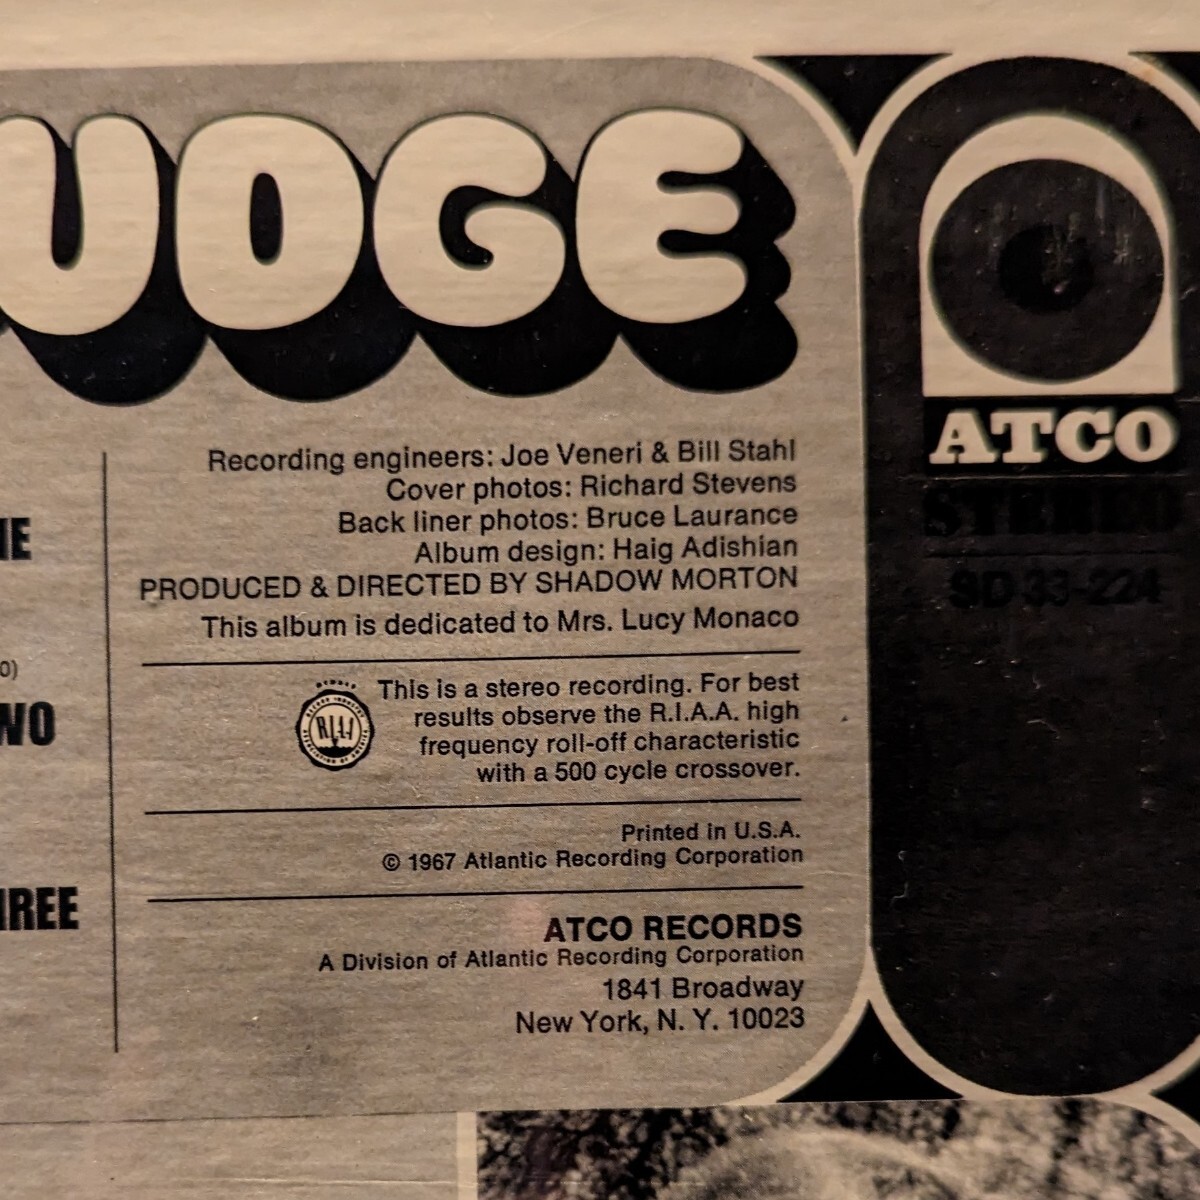 UDGE
Recording engineers: Joe Veneri & Bill Stahl
Cover photos: Richard Stevens
Back liner photos: Bruce Laurance
Album design: Haig Adishian
PRODUCED & DIRECTED BY SHADOW MORTON
This album is dedicated to Mrs. Lucy Monaco
This is a stereo recording. For best
results observe the R.I.A.A. high
frequency roll-off characteristic
with a 500 cycle crossover.
RIAA
Printed in U.S.A.
© 1967 Atlantic Recording Corporation
ATCO RECORDS
A Division of Atlantic Recording Corporation
1841 Broadway
New York, N. Y. 10023
NE
0)
WO
HREE
ATCO
STEREO
SD 33-224